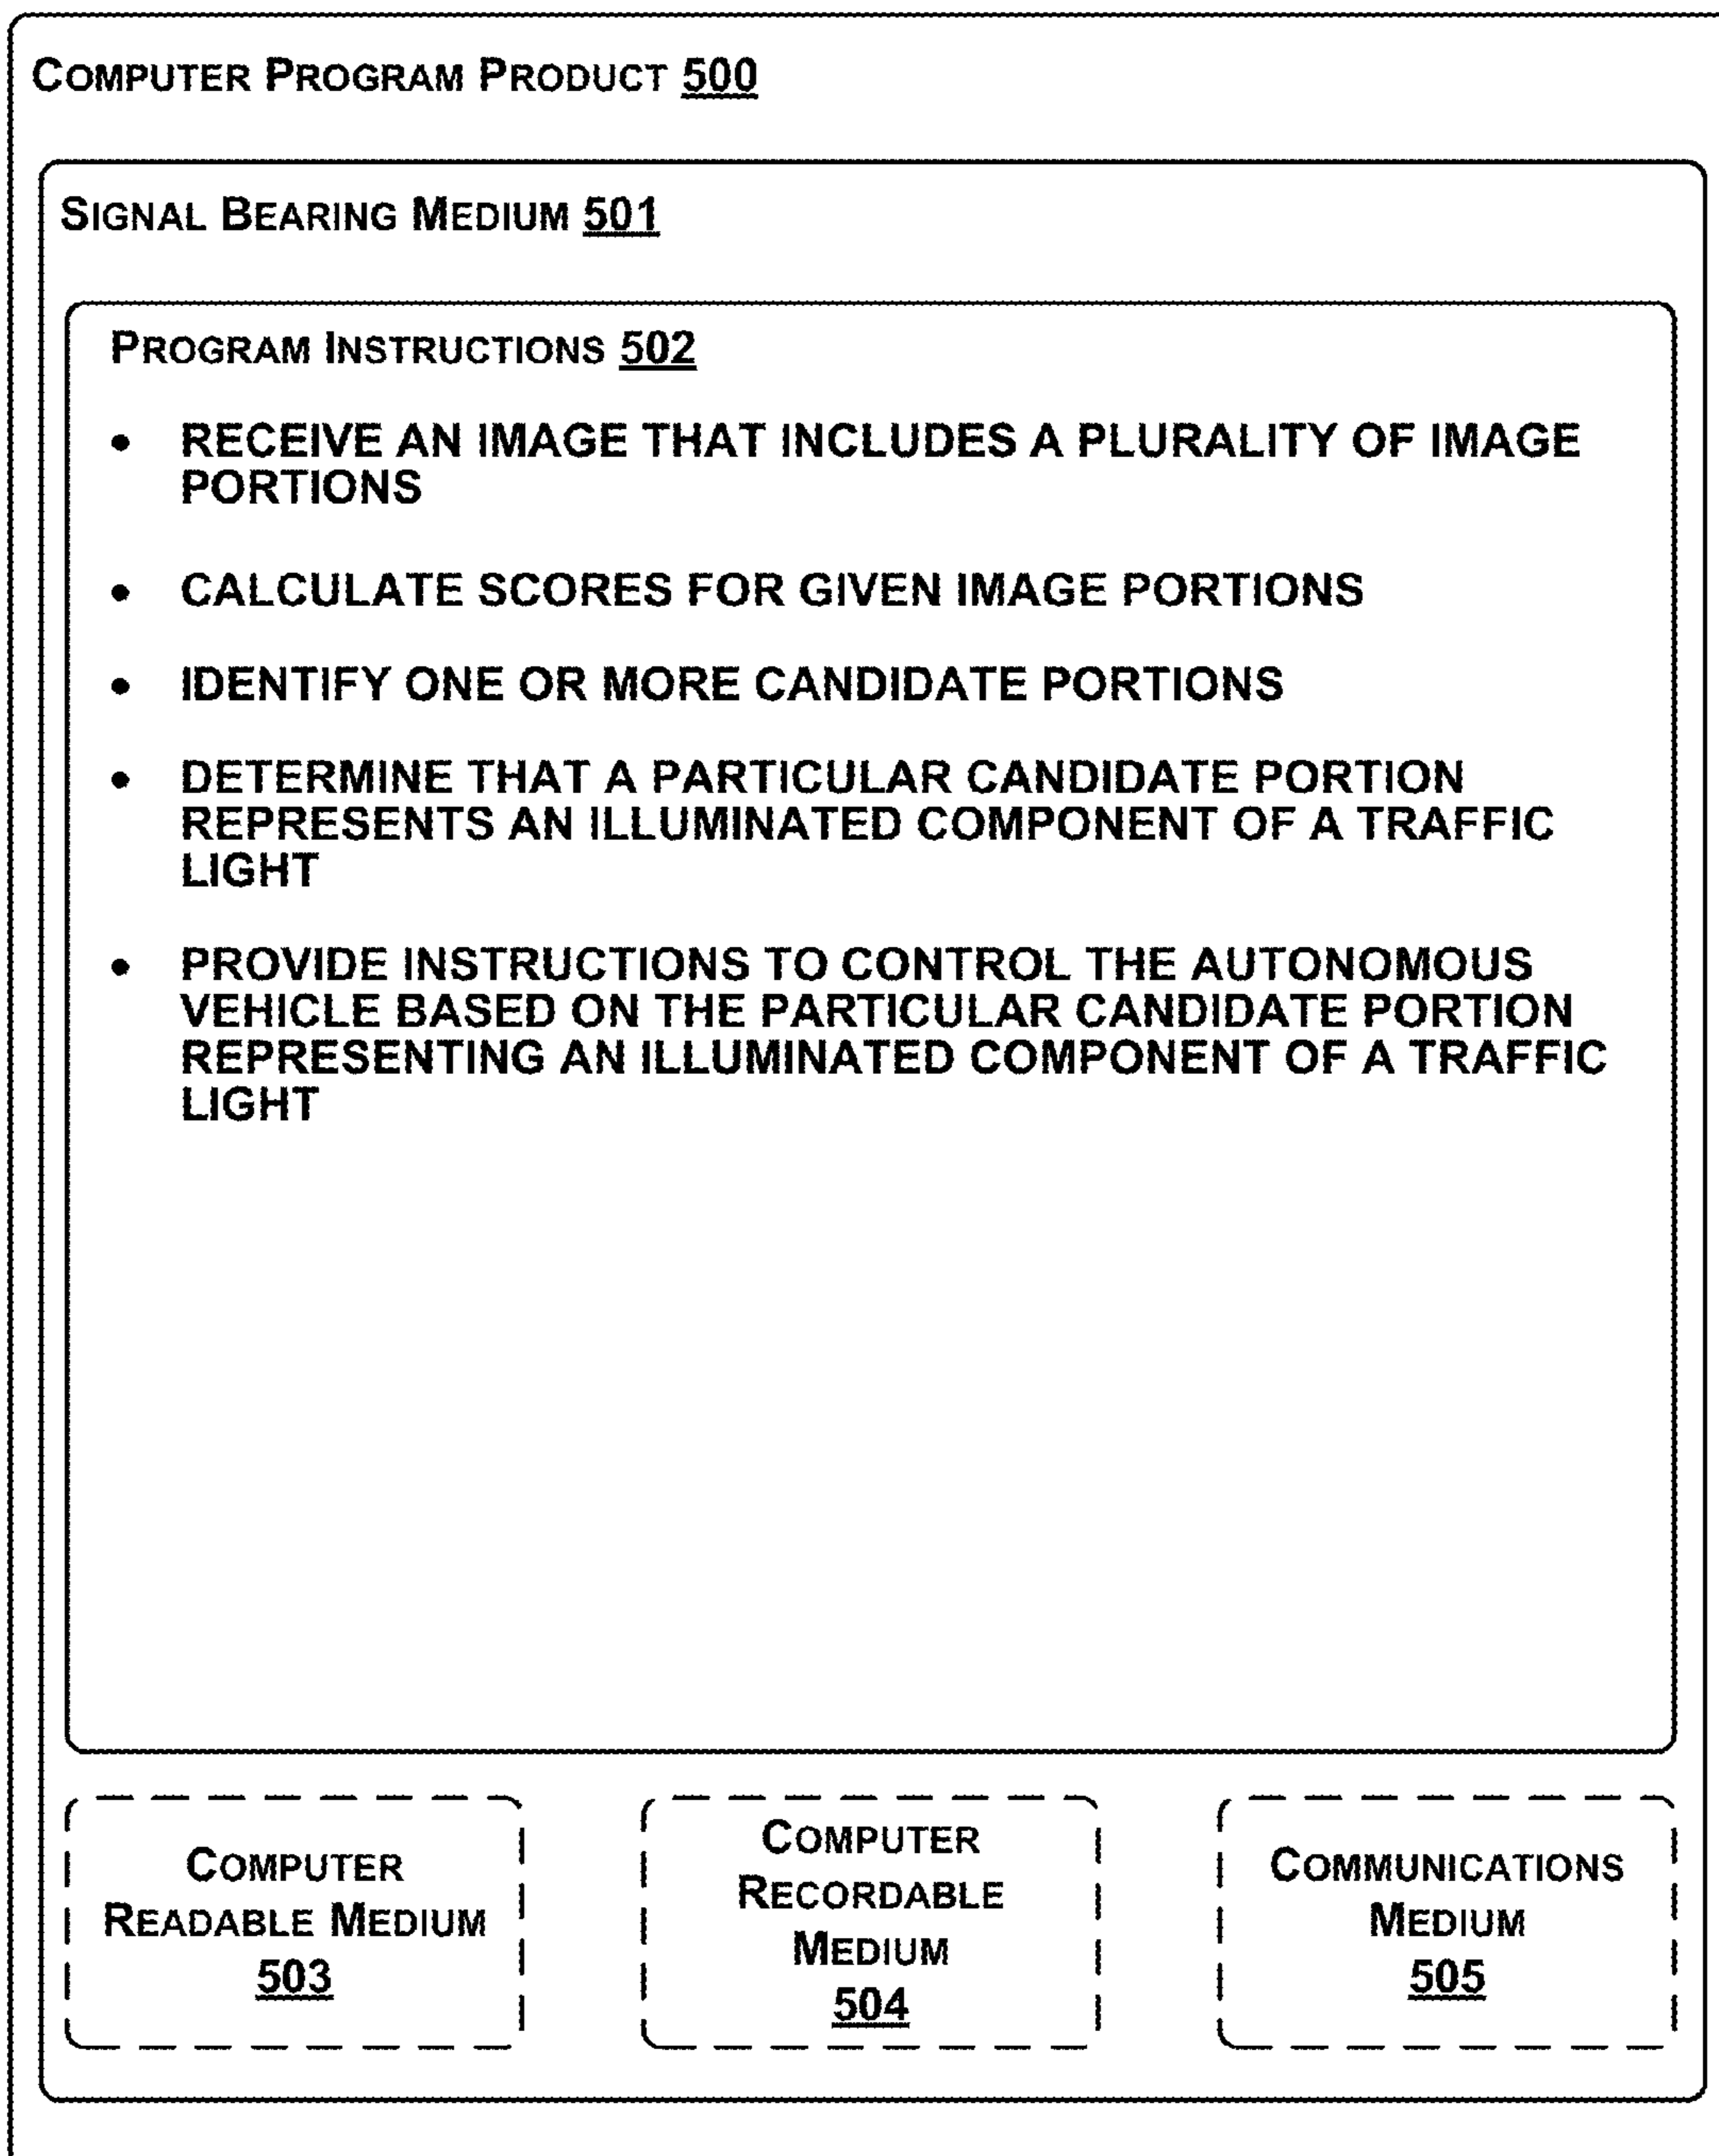 COMPUTER PROGRAM PRODUCT 500
SIGNAL BEARING MEDIUM 501
PROGRAM INSTRUCTIONS 502
• RECEIVE AN IMAGE THAT INCLUDES A PLURALITY OF IMAGE
PORTIONS
• CALCULATE SCORES FOR GIVEN IMAGE PORTIONS
• IDENTIFY ONE OR MORE CANDIDATE PORTIONS
• DETERMINE THAT A PARTICULAR CANDIDATE PORTION
REPRESENTS AN ILLUMINATED COMPONENT OF A TRAFFIC
LIGHT
• PROVIDE INSTRUCTIONS TO CONTROL THE AUTONOMOUS
VEHICLE BASED ON THE PARTICULAR CANDIDATE PORTION
REPRESENTING AN ILLUMINATED COMPONENT OF A TRAFFIC
LIGHT
COMPUTER
READABLE MEDIUM
503
COMPUTER
RECORDABLE
MEDIUM
504
COMMUNICATIONS
MEDIUM
505